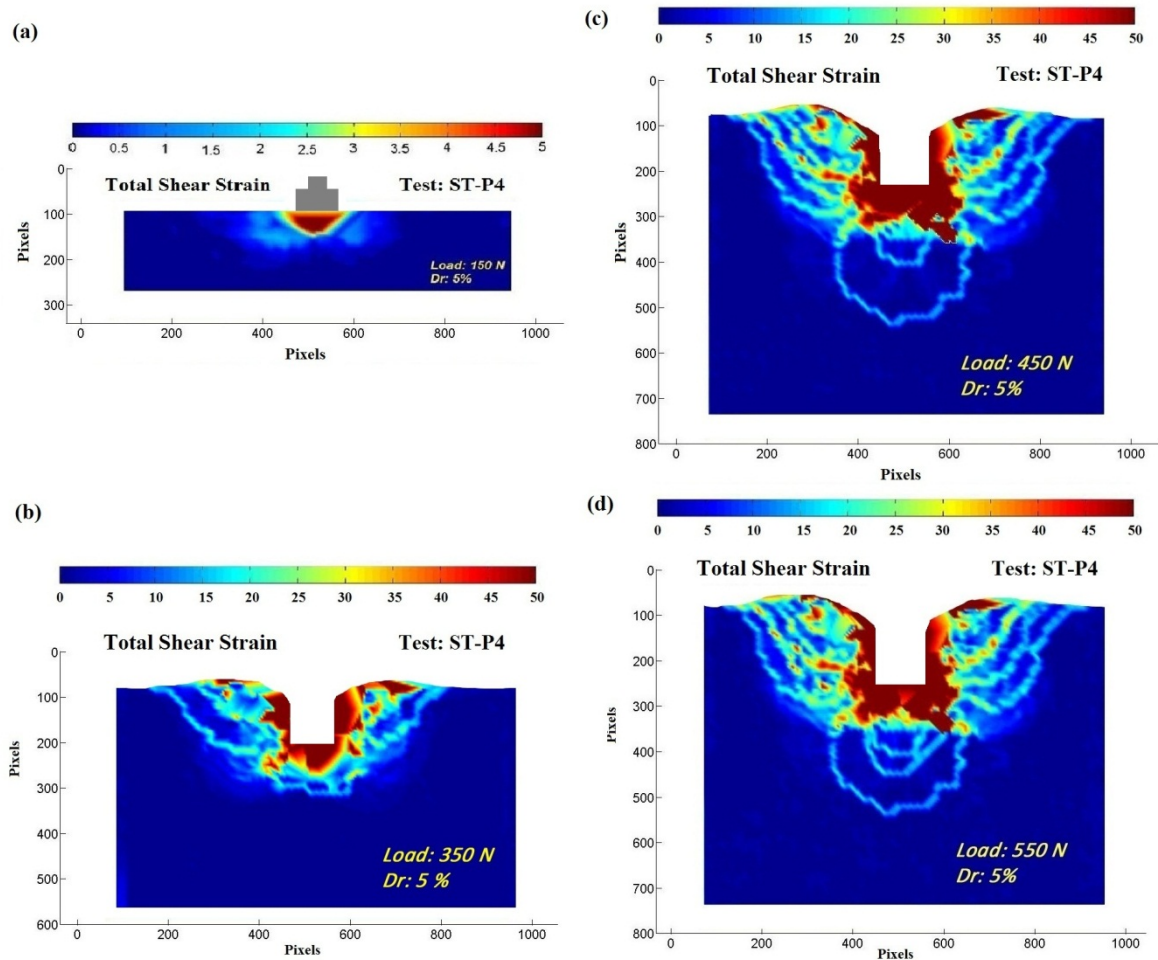 (a)
0 0.5 1 1.5 2 2.5 3 3.5 4 4.5 5
Total Shear Strain Test: ST-P4
0
100
200
300
Pixels
Load: 150 N
Dr: 5%
0 200 400 600 800 1000
Pixels
(b)
0 5 10 15 20 25 30 35 40 45 50
Total Shear Strain Test: ST-P4
0
100
200
300
400
500
600
Pixels
Load: 350 N
Dr: 5 %
0 200 400 600 800 1000
Pixels
(c)
0 5 10 15 20 25 30 35 40 45 50
Total Shear Strain Test: ST-P4
0
100
200
300
400
500
600
700
800
Pixels
Load: 450 N
Dr: 5%
0 200 400 600 800 1000
Pixels
(d)
0 5 10 15 20 25 30 35 40 45 50
Total Shear Strain Test: ST-P4
0
100
200
300
400
500
600
700
800
Pixels
Load: 550 N
Dr: 5%
0 200 400 600 800 1000
Pixels